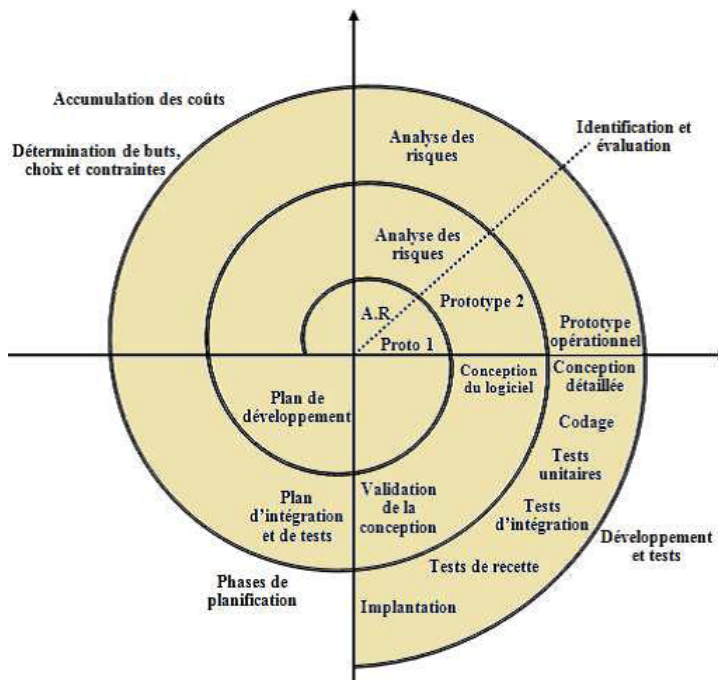 Accumulation des coûts
Détermination de buts,
choix et contraintes
Analyse des
risques
Identification et
évaluation
Analyse des
risques
A.R.
Prototype 2
Proto 1
Prototype
opérationnel
Plan de
développement
Conception
du logiciel
Conception
détaillée
Codage
Tests
unitaires
Plan
d'intégration
et de tests
Validation
de la
conception
Tests
d'intégration
Développement
et tests
Tests de recette
Phases de
planification
Implantation